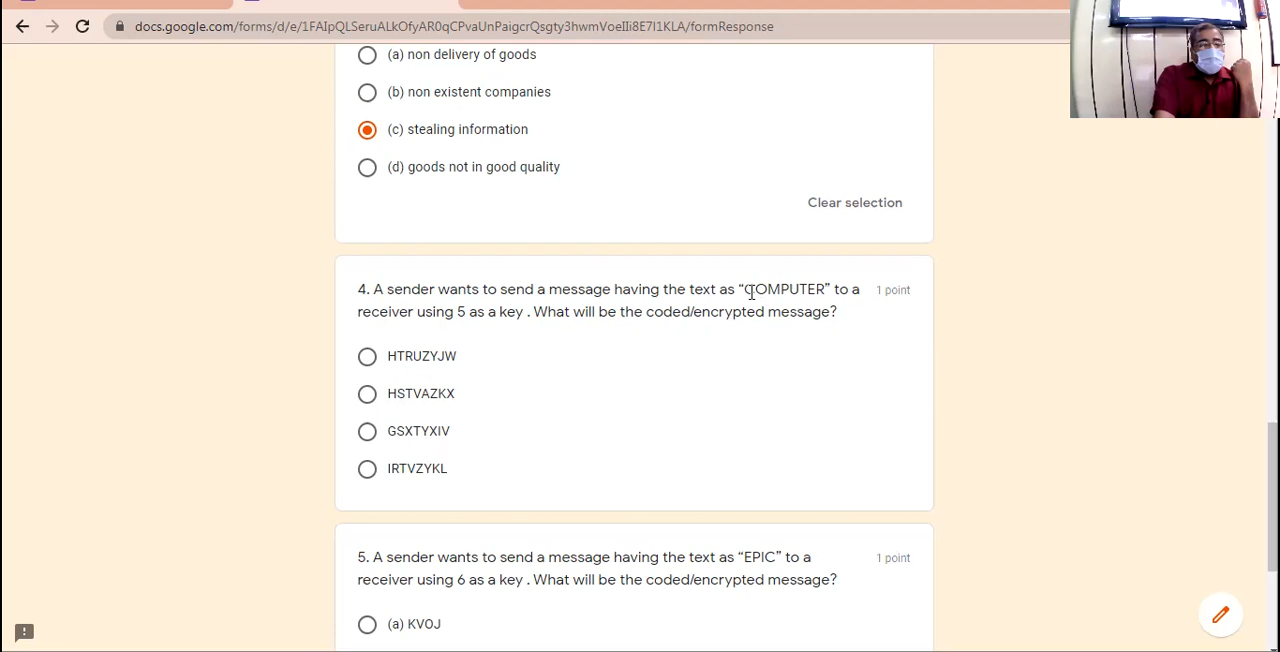 docs.google.com/forms/d/e/1FAIpQLSeruALkOfyAR0qCPvaUnPaigcrQsgty3hwmVoeIIi8E7I1KLA/formResponse
(a) non delivery of goods
(b) non existent companies
(c) stealing information
(d) goods not in good quality
Clear selection
4. A sender wants to send a message having the text as “COMPUTER” to a
1 point
receiver using 5 as a key . What will be the coded/encrypted message?
HTRUZYJW
HSTVAZKX
GSXTYXIV
IRTVZYKL
5. A sender wants to send a message having the text as “EPIC” to a
1 point
receiver using 6 as a key . What will be the coded/encrypted message?
(a) KVOJ